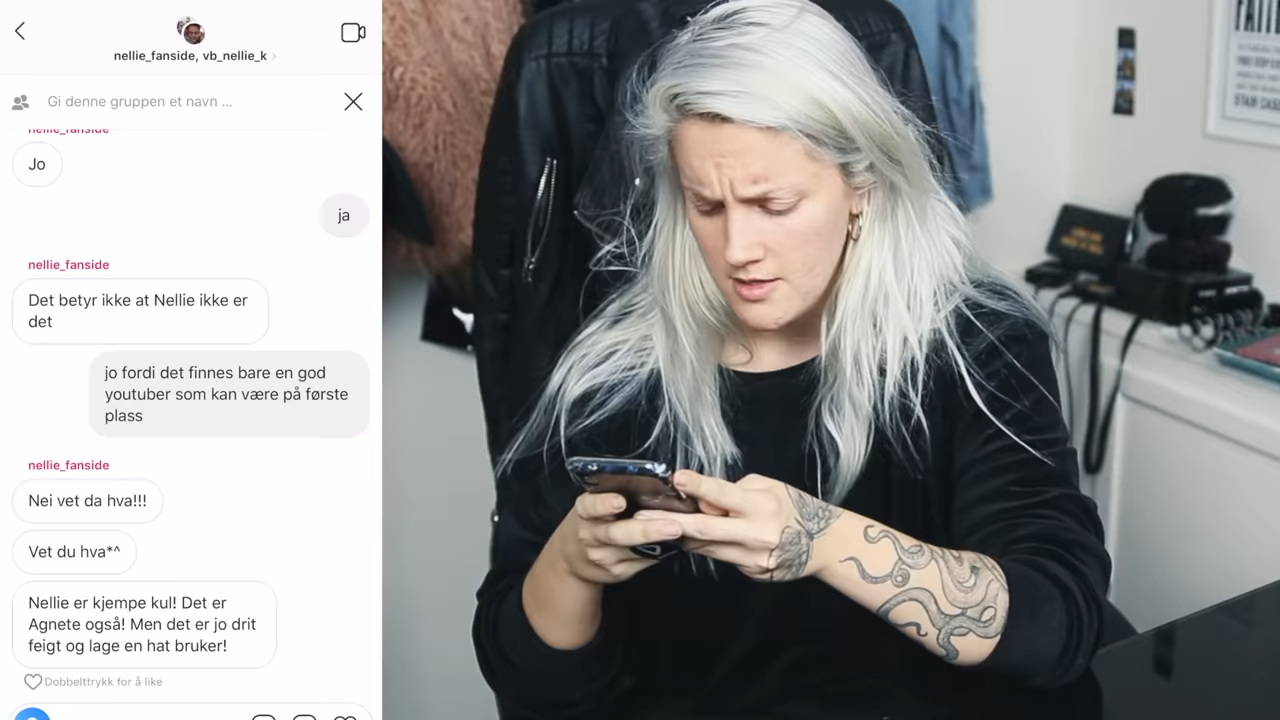 nellie_fanside, vb_nellie_k
Gi denne gruppen et navn ...
nellie_fanside
Jo
ja
nellie_fanside
Det betyr ikke at Nellie ikke er
det
jo fordi det finnes bare en god
youtuber som kan være på første
plass
nellie_fanside
Nei vet da hva!!!
Vet du hva*^
Nellie er kjempe kul! Det er
Agnete også! Men det er jo drit
feigt og lage en hat bruker!
Dobbelttrykk for å like
STAIR CASE